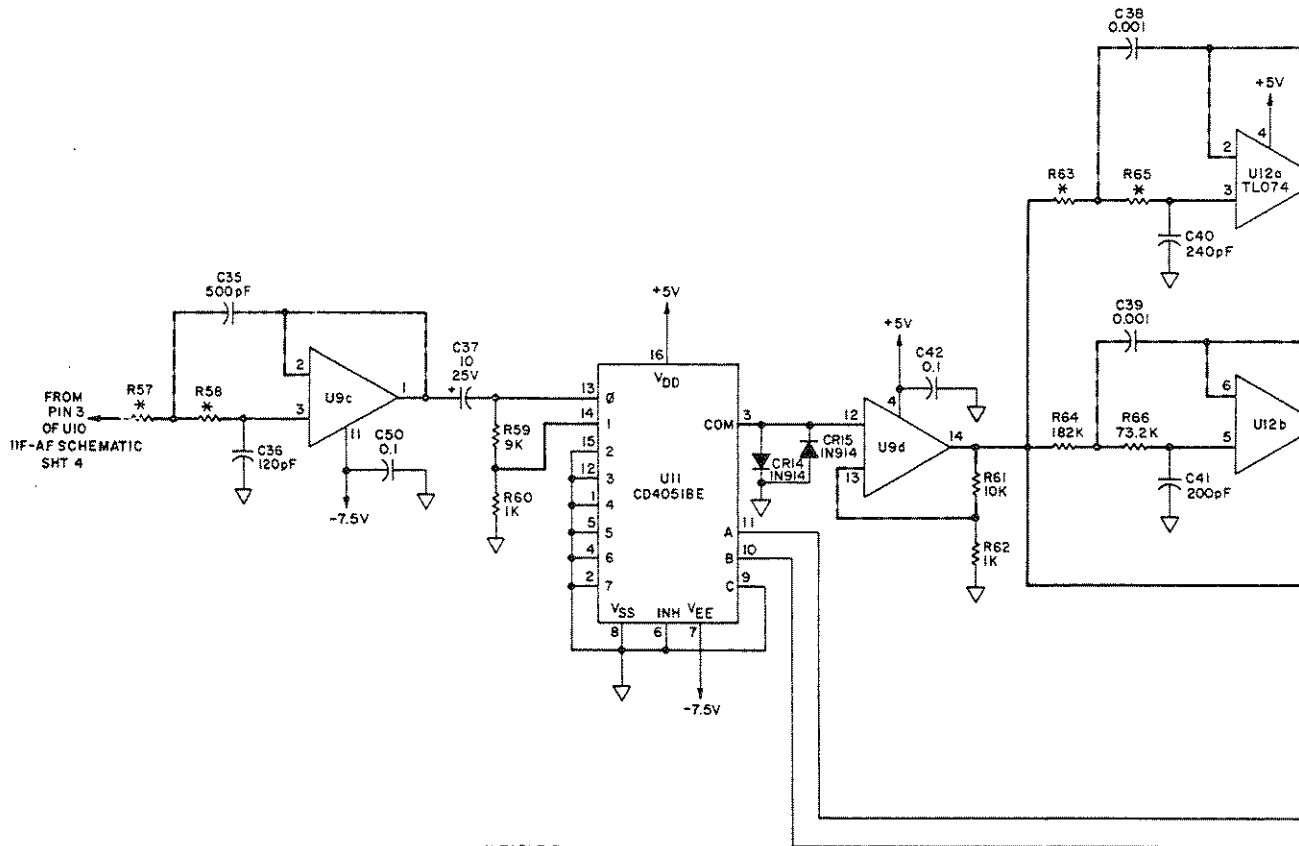 C38
0.001
+5V
4
2
R63
*
R65
*
U12a
TL074
3
C40
240pF
C35
500pF
+5V
C39
0.001
+5V
C42
0.1
2
C37
10
25V
16
VDD
4
6
FROM
PIN 3
OF U10
IIF-AF SCHEMATIC
SHT 4
R57
*
R58
*
U9c
1
13
Ø
14
1
COM
3
12
U9d
14
R64
182K
R66
73.2K
5
U12b
3
R59
9K
15
2
CR15
1N914
CR14
1N914
13
R61
10K
C36
120pF
11
C50
0.1
12
3
U11
CD4051BE
C41
200pF
R60
1K
1
4
-7.5V
5
5
A
11
R62
1K
4
6
B
10
2
7
C
9
VSS
INH
VEE
8
6
7
-7.5V